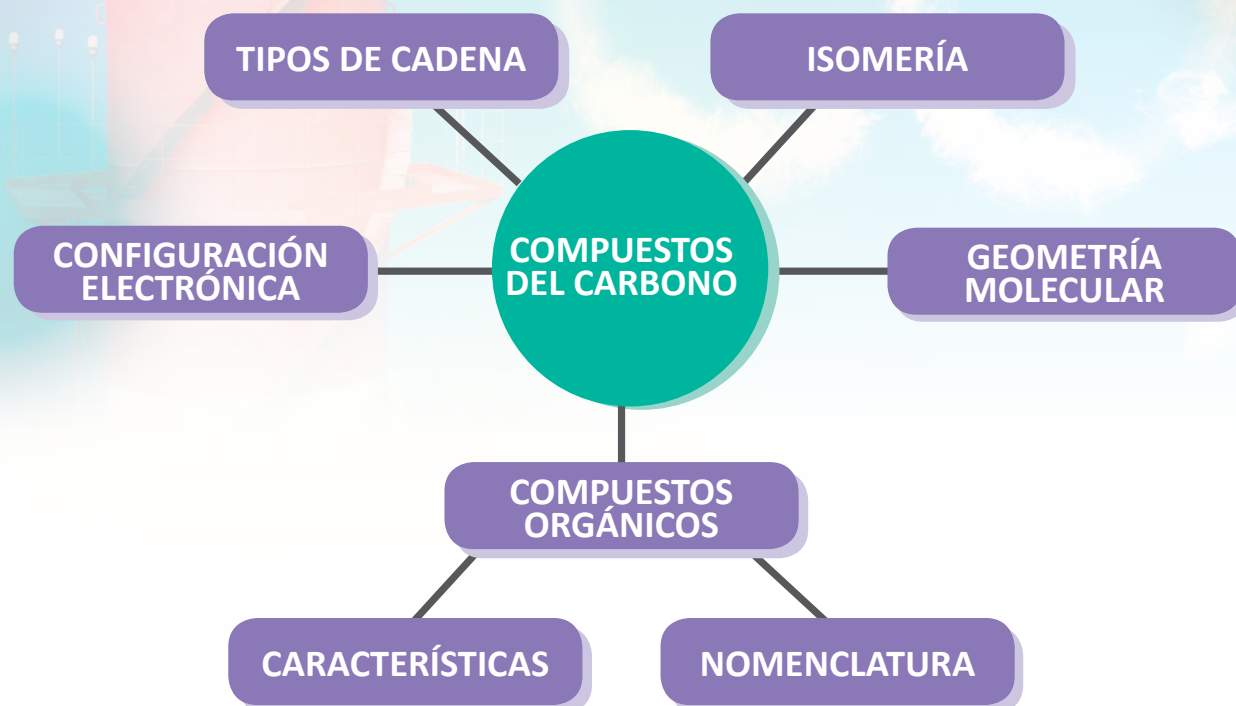 TIPOS DE CADENA
ISOMERÍA
CONFIGURACIÓN
ELECTRÓNICA
COMPUESTOS
DEL CARBONO
GEOMETRÍA
MOLECULAR
COMPUESTOS
ORGÁNICOS
CARACTERÍSTICAS
NOMENCLATURA